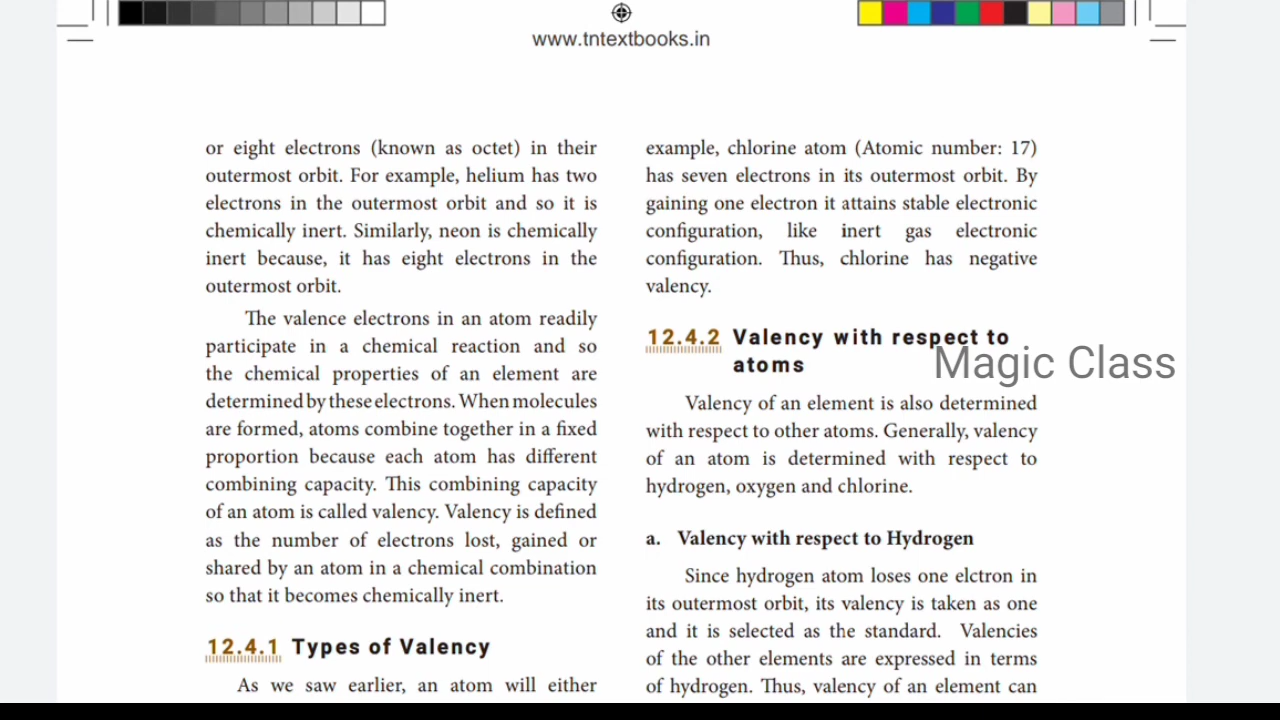 www.tntextbooks.in
or eight electrons (known as octet) in their
outermost orbit. For example, helium has two
electrons in the outermost orbit and so it is
chemically inert. Similarly, neon is chemically
inert because, it has eight electrons in the
outermost orbit.
The valence electrons in an atom readily
participate in a chemical reaction and so
the chemical properties of an element are
determined by these electrons. When molecules
are formed, atoms combine together in a fixed
proportion because each atom has different
combining capacity. This combining capacity
of an atom is called valency. Valency is defined
as the number of electrons lost, gained or
shared by an atom in a chemical combination
so that it becomes chemically inert.
12.4.1 Types of Valency
As we saw earlier, an atom will either
example, chlorine atom (Atomic number: 17)
has seven electrons in its outermost orbit. By
gaining one electron it attains stable electronic
configuration, like inert gas electronic
configuration. Thus, chlorine has negative
valency.
12.4.2 Valency with respect to
atoms
Magic Class
Valency of an element is also determined
with respect to other atoms. Generally, valency
of an atom is determined with respect to
hydrogen, oxygen and chlorine.
a. Valency with respect to Hydrogen
Since hydrogen atom loses one elctron in
its outermost orbit, its valency is taken as one
and it is selected as the standard. Valencies
of the other elements are expressed in terms
of hydrogen. Thus, valency of an element can